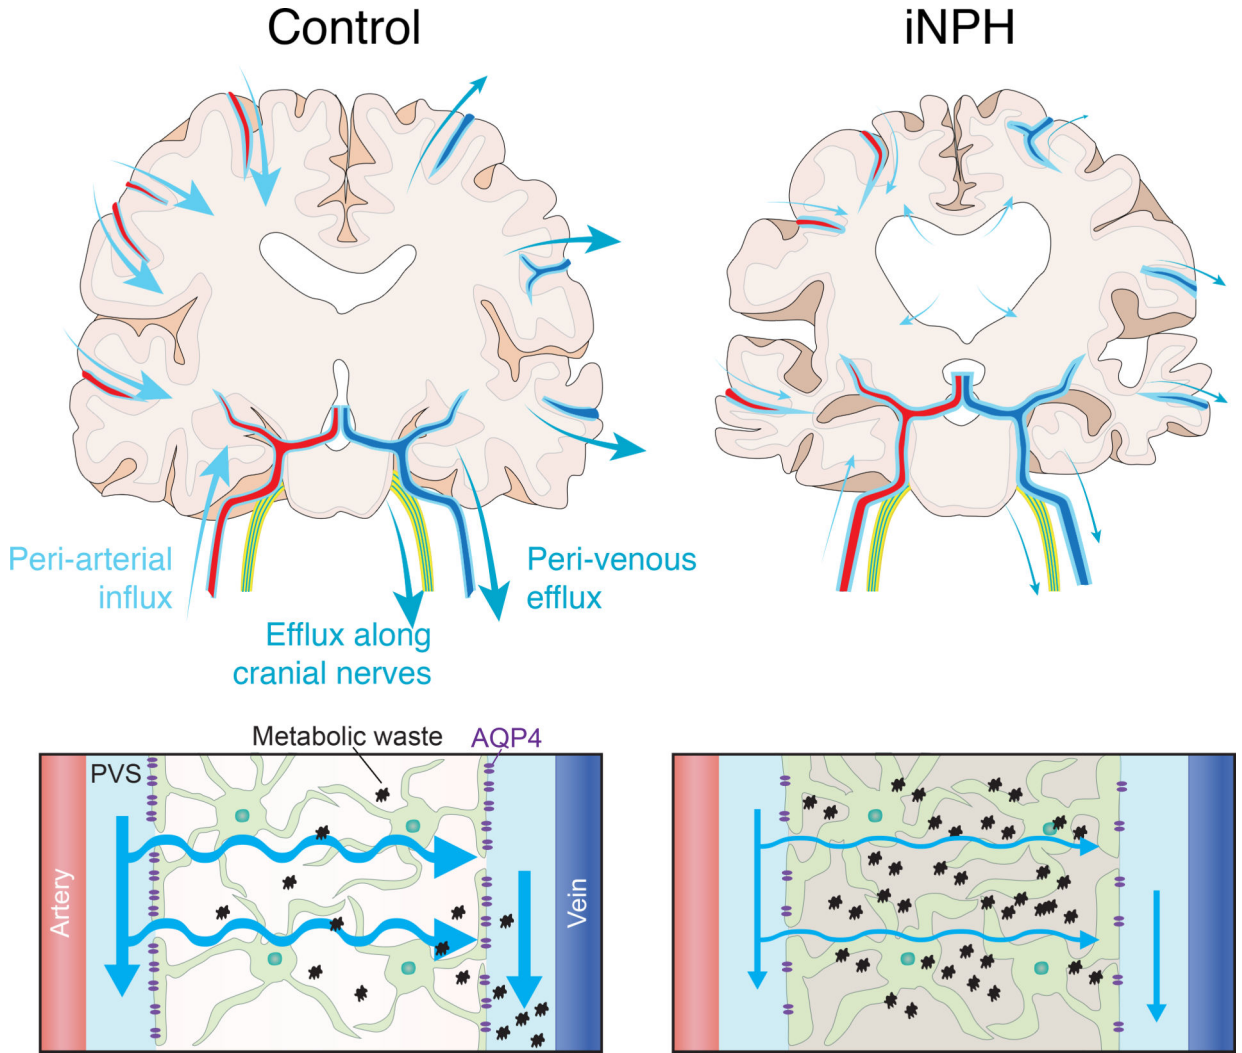 Control
iNPH
Peri-arterial
influx
Peri-venous
efflux
Efflux along
cranial nerves
Metabolic waste
AQP4
PVS
Artery
Vein